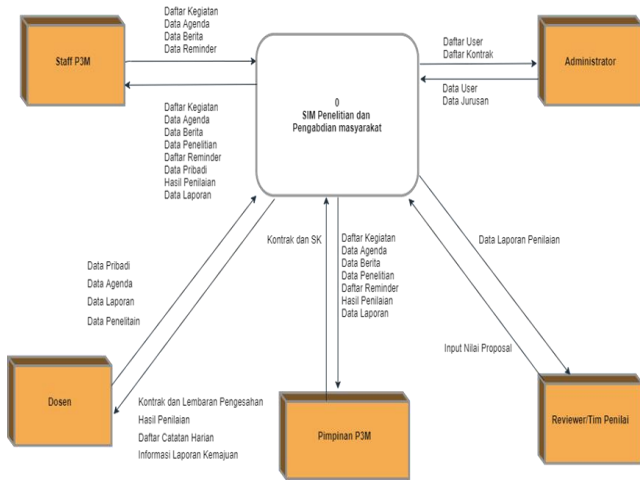 Daftar Kegiatan
Data Agenda
Data Berita
Data Reminder
Staff P3M
Daftar Kegiatan
Data Agenda
Data Berita
Data Penelitian
Daftar Reminder
Data Pribadi
Hasil Penilaian
Data Laporan
0
SIM Penelitian dan
Pengabdian masyarakat
Daftar User
Daftar Kontrak
Administrator
Data User
Data Jurusan
Data Pribadi
Data Agenda
Data Laporan
Data Penelitain
Kontrak dan SK
Daftar Kegiatan
Data Agenda
Data Berita
Data Penelitian
Daftar Reminder
Hasil Penilaian
Data Laporan
Data Laporan Penilaian
Input Nilai Proposal
Dosen
Kontrak dan Lembaran Pengesahan
Hasil Penilaian
Daftar Catatan Harian
Informasi Laporan Kemajuan
Pimpinan P3M
Reviewer/Tim Penilai